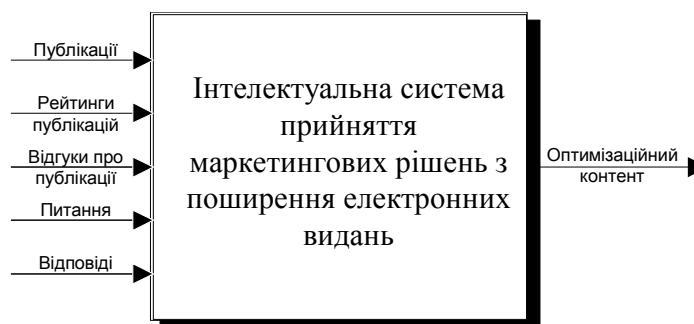 Публікації
Рейтинги
публікацій
Відгуки про
публікації
Питання
Відповіді
Інтелектуальна система
прийняття
маркетингових рішень з
поширення електронних
видань
Оптимізаційний
контент